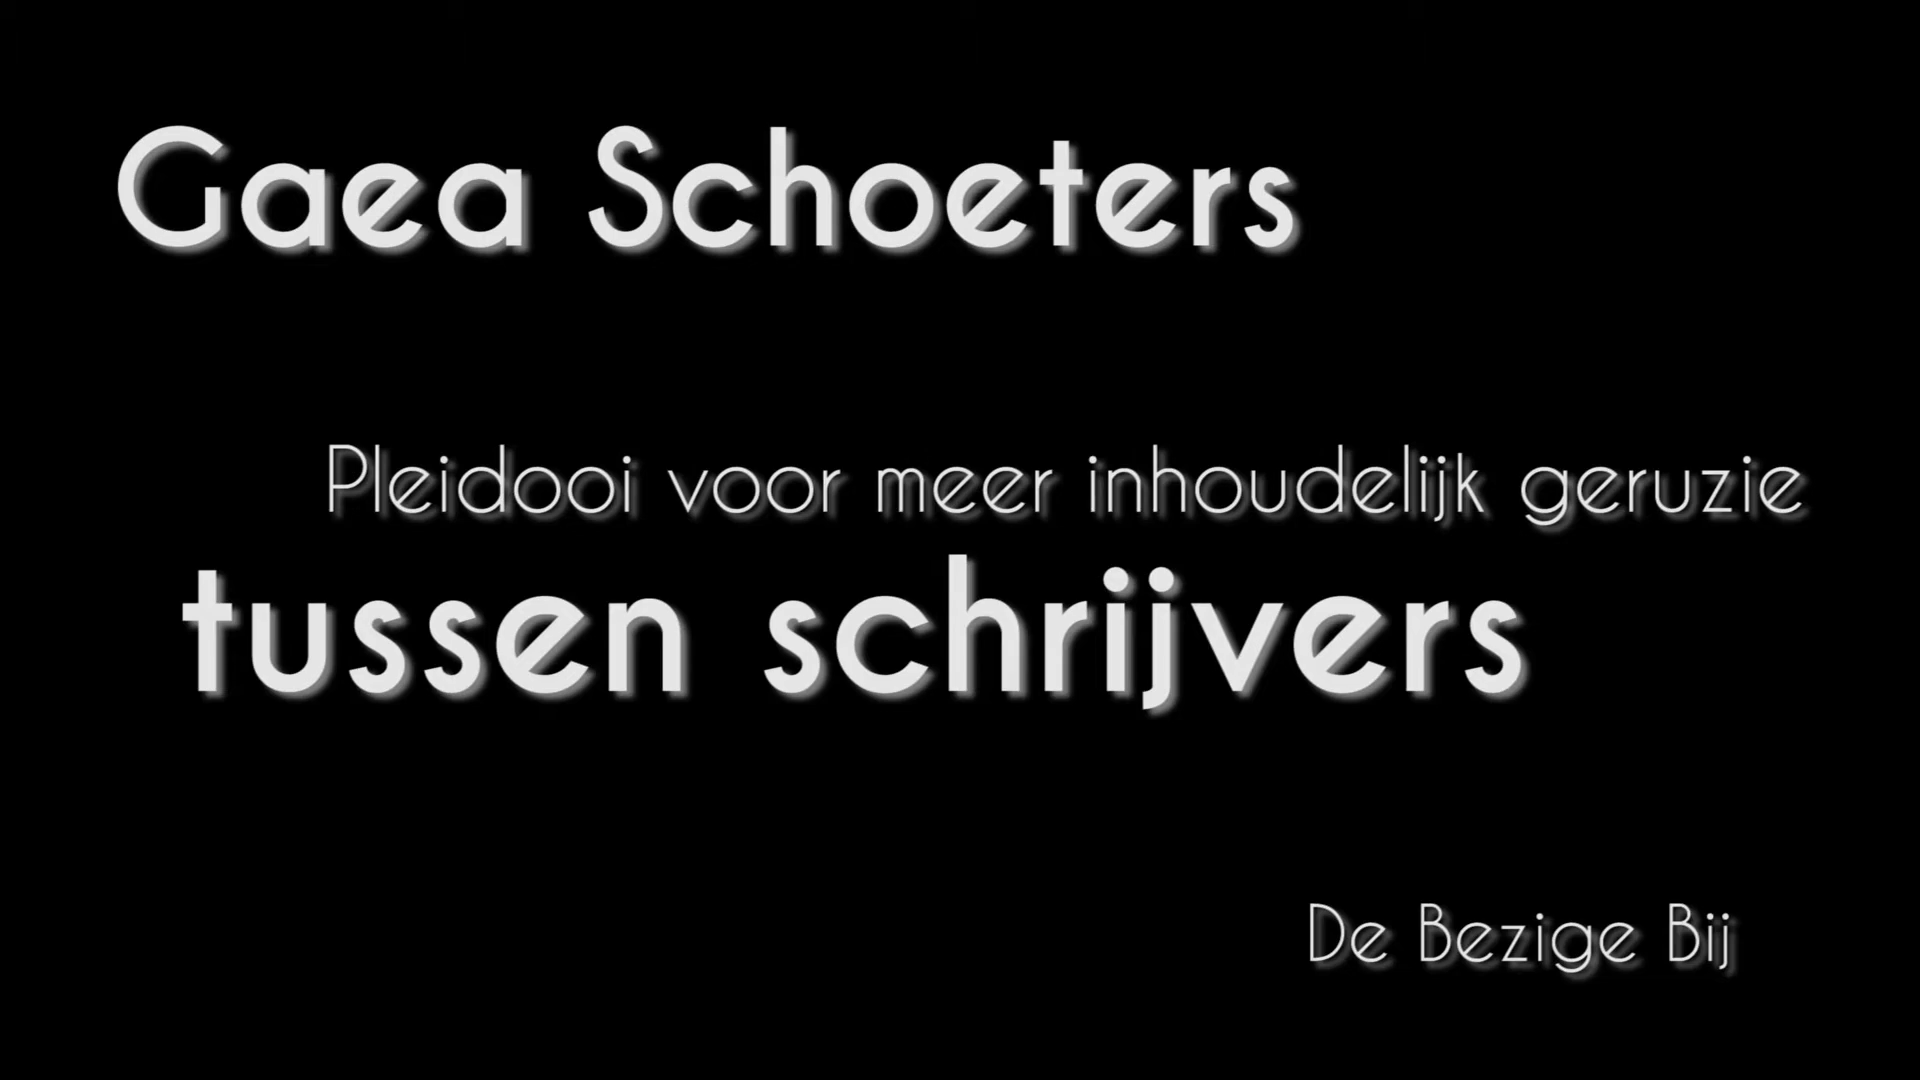 Gaea Schoeters
Pleidooi voor meer inhoudelijk geruzie
tussen schrijvers
De Bezige Bij